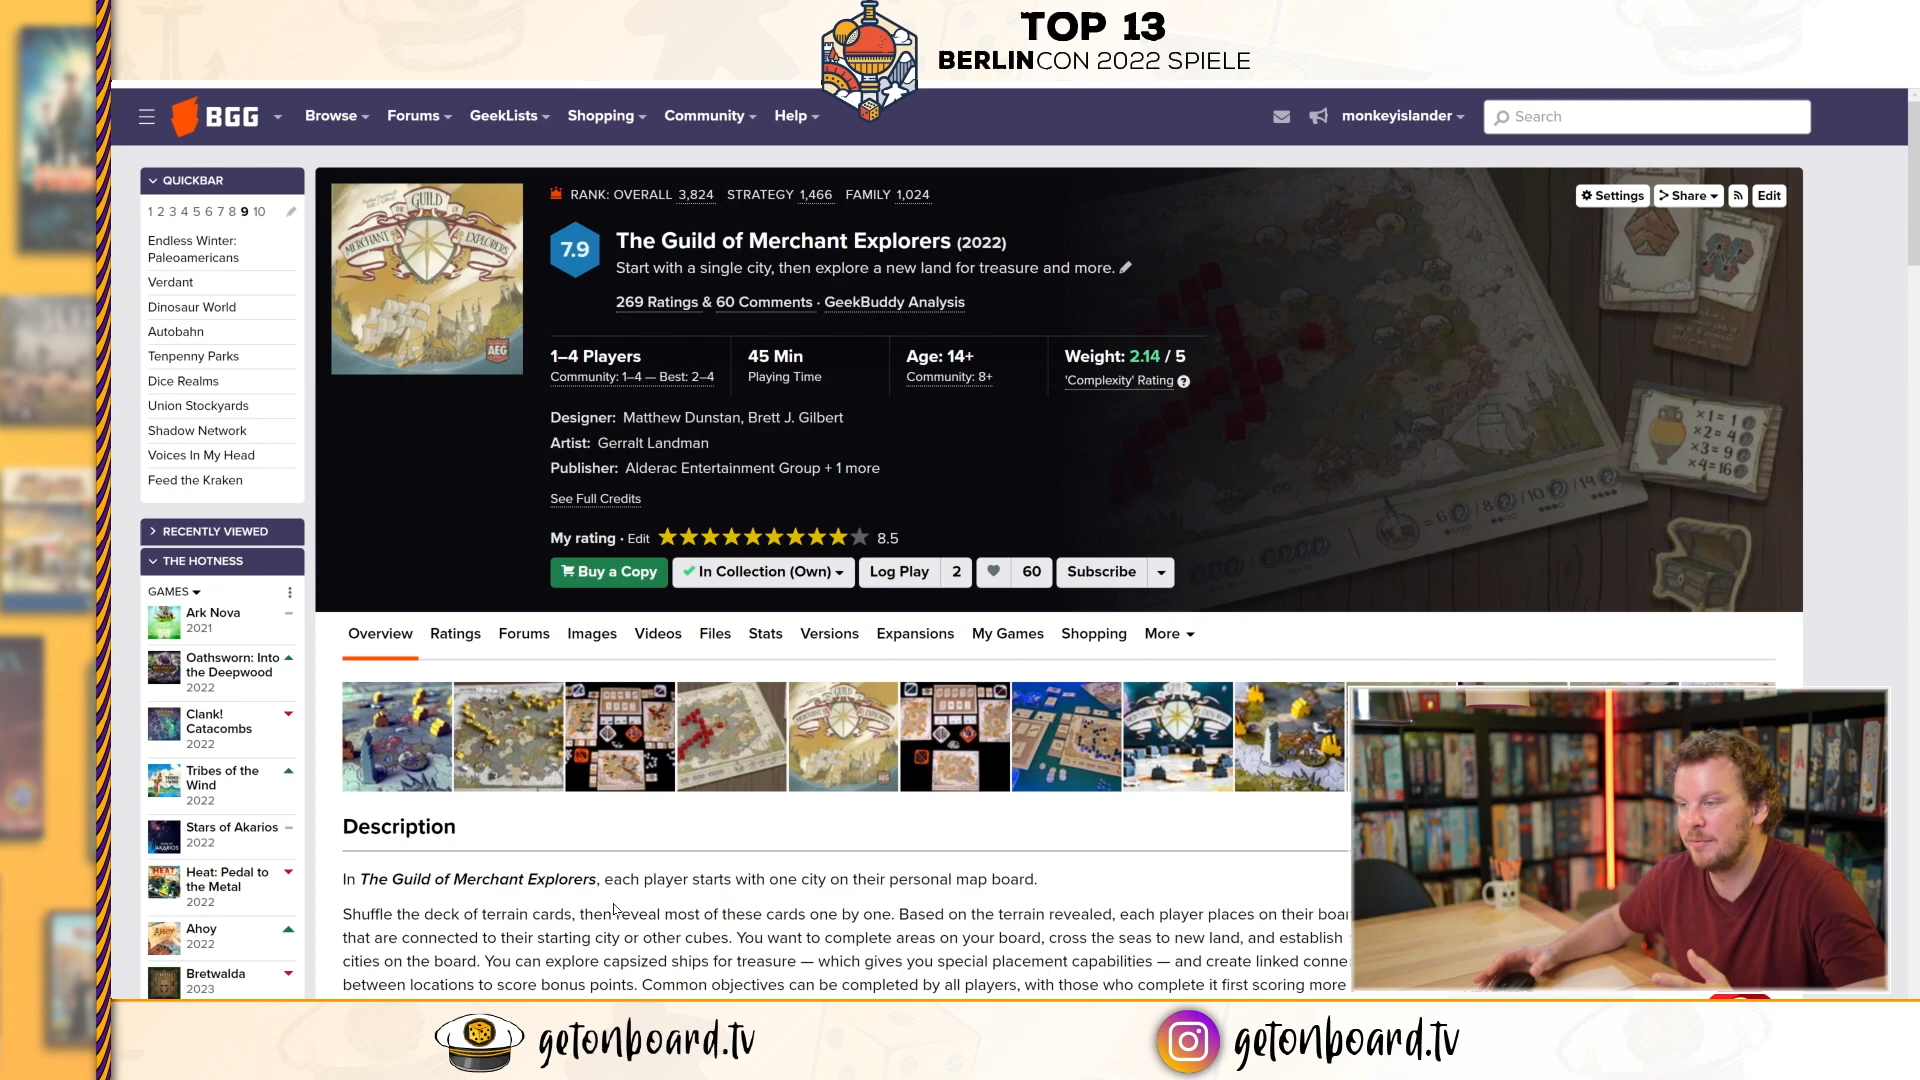 TOP 13
BERLINCON 2022 SPIELE
BGG
Browse
Forums
GeekLists
Shopping
Community
Help
monkeyislander
Search
QUICKBAR
1 2 3 4 5 6 7 8 9 10
Endless Winter:
Paleoamericans
Verdant
Dinosaur World
Autobahn
Tenpenny Parks
Dice Realms
Union Stockyards
Shadow Network
Voices In My Head
Feed the Kraken
RECENTLY VIEWED
THE HOTNESS
GAMES
Ark Nova
2021
Oathsworn: Into
the Deepwood
2022
Clank!
Catacombs
2022
Tribes of the
Wind
2022
Stars of Akarios
2022
Heat: Pedal to
the Metal
2022
Ahoy
2022
Bretwalda
2023
THE GUILD OF MERCHANT EXPLORERS
AEG
RANK: OVERALL 3,824 STRATEGY 1,466 FAMILY 1,024
Settings
Share
Edit
7.9
The Guild of Merchant Explorers (2022)
Start with a single city, then explore a new land for treasure and more.
269 Ratings & 60 Comments · GeekBuddy Analysis
1–4 Players
Community: 1–4 — Best: 2–4
45 Min
Playing Time
Age: 14+
Community: 8+
Weight: 2.14 / 5
'Complexity' Rating ?
Designer: Matthew Dunstan, Brett J. Gilbert
Artist: Gerralt Landman
Publisher: Alderac Entertainment Group + 1 more
See Full Credits
My rating · Edit
8.5
Buy a Copy
In Collection (Own)
Log Play
2
60
Subscribe
×1=1
×2=4
×3=9
×4=16
Overview
Ratings
Forums
Images
Videos
Files
Stats
Versions
Expansions
My Games
Shopping
More
Description
In The Guild of Merchant Explorers, each player starts with one city on their personal map board.
Shuffle the deck of terrain cards, then reveal most of these cards one by one. Based on the terrain revealed, each player places on their boar
that are connected to their starting city or other cubes. You want to complete areas on your board, cross the seas to new land, and establish
cities on the board. You can explore capsized ships for treasure — which gives you special placement capabilities — and create linked conne
between locations to score bonus points. Common objectives can be completed by all players, with those who complete it first scoring more
getonboard.tv
getonboard.tv